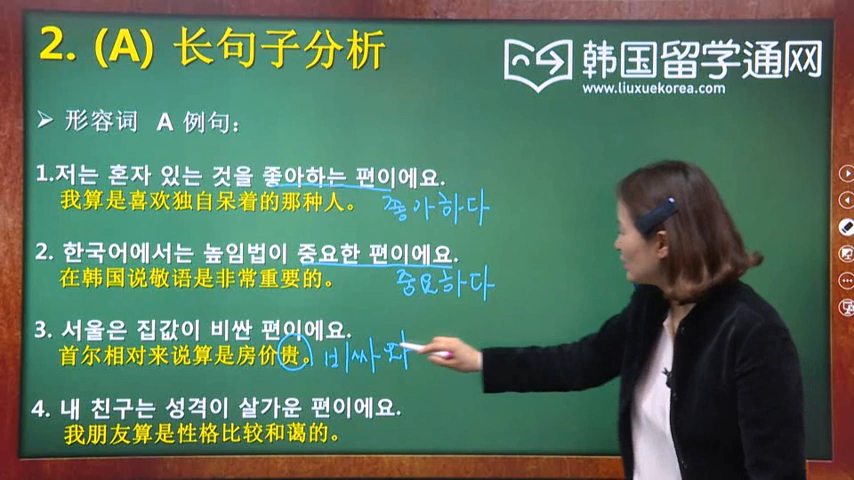 2. (A) 长句子分析
韩国留学通网
www.liuxuekorea.com
➢ 形容词 A 例句：
1.저는 혼자 있는 것을 좋아하는 편이에요.
我算是喜欢独自呆着的那种人。 좋아하다
2. 한국어에서는 높임법이 중요한 편이에요.
在韩国说敬语是非常重要的。 중요하다
3. 서울은 집값이 비싼 편이에요.
首尔相对来说算是房价贵。 비싸다
4. 내 친구는 성격이 살가운 편이에요.
我朋友算是性格比较和蔼的。